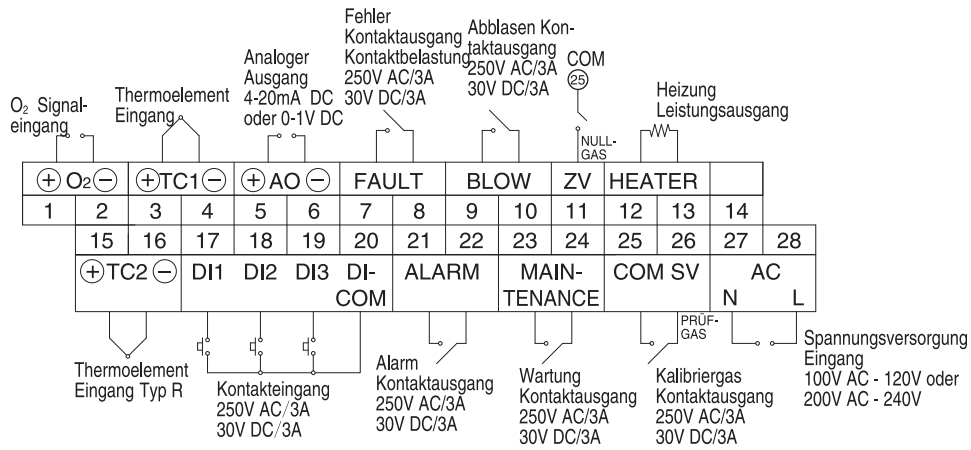 O₂ Signal-
eingang
Thermoelement
Eingang
Analoger
Ausgang
4-20mA DC
oder 0-1V DC
Fehler
Kontaktausgang
Kontaktbelastung
250V AC/3A
30V DC/3A
Abblasen Kon-
taktausgang
250V AC/3A
30V DC/3A
COM
25
NULL-
GAS
Heizung
Leistungsausgang
+ O₂ − + TC1 − + AO − FAULT BLOW ZV HEATER
1 2 3 4 5 6 7 8 9 10 11 12 13 14
15 16 17 18 19 20 21 22 23 24 25 26 27 28
+ TC2 − DI1 DI2 DI3 DI-
COM
ALARM
MAIN-
TENANCE
COM SV
AC
N L
PRÜF-
GAS
Thermoelement
Eingang Typ R
Kontakteingang
250V AC/3A
30V DC/3A
Alarm
Kontaktausgang
250V AC/3A
30V DC/3A
Wartung
Kontaktausgang
250V AC/3A
30V DC/3A
Kalibriergas
Kontaktausgang
250V AC/3A
30V DC/3A
Spannungsversorgung
Eingang
100V AC - 120V oder
200V AC - 240V